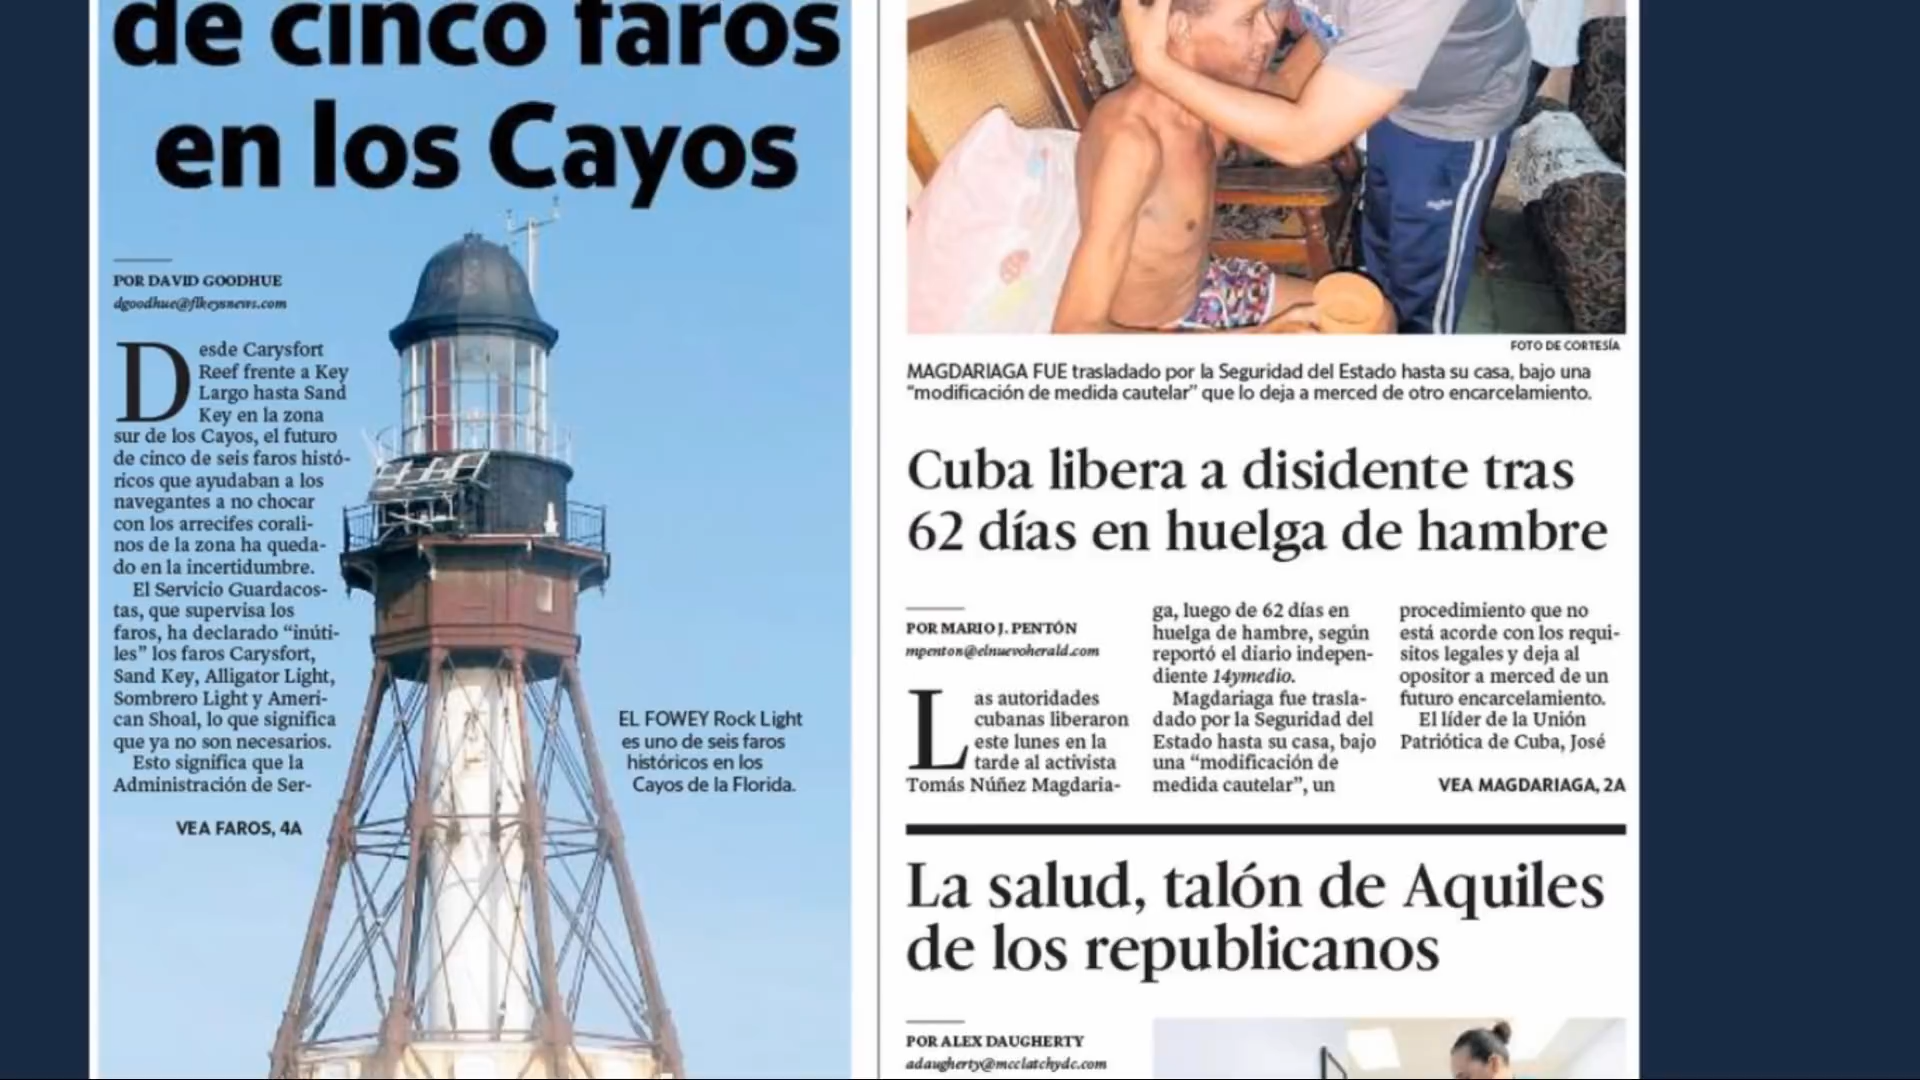 de cinco faros
en los Cayos
POR DAVID GOODHUE
dgoodhue@flkeysnews.com
Desde Carysfort
Reef frente a Key
Largo hasta Sand
Key en la zona
sur de los Cayos, el futuro
de cinco de seis faros histó-
ricos que ayudaban a los
navegantes a no chocar
con los arrecifes corali-
nos de la zona ha queda-
do en la incertidumbre.
El Servicio Guardacos-
tas, que supervisa los
faros, ha declarado “inúti-
les” los faros Carysfort,
Sand Key, Alligator Light,
Sombrero Light y Ameri-
can Shoal, lo que significa
que ya no son necesarios.
Esto significa que la
Administración de Ser-
VEA FAROS, 4A
EL FOWEY Rock Light
es uno de seis faros
históricos en los
Cayos de la Florida.
FOTO DE CORTESÍA
MAGDARIAGA FUE trasladado por la Seguridad del Estado hasta su casa, bajo una
“modificación de medida cautelar” que lo deja a merced de otro encarcelamiento.
Cuba libera a disidente tras
62 días en huelga de hambre
POR MARIO J. PENTÓN
mpenton@elnuevoherald.com
Las autoridades
cubanas liberaron
este lunes en la
tarde al activista
Tomás Núñez Magdaria-
ga, luego de 62 días en
huelga de hambre, según
reportó el diario indepen-
diente 14ymedio.
Magdariaga fue trasla-
dado por la Seguridad del
Estado hasta su casa, bajo
una “modificación de
medida cautelar”, un
procedimiento que no
está acorde con los requi-
sitos legales y deja al
opositor a merced de un
futuro encarcelamiento.
El líder de la Unión
Patriótica de Cuba, José
VEA MAGDARIAGA, 2A
La salud, talón de Aquiles
de los republicanos
POR ALEX DAUGHERTY
adaugherty@mcclatchydc.com